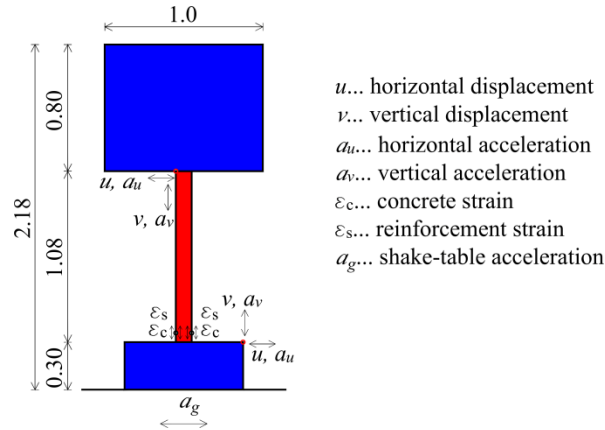 1.0
0.80
2.18
1.08
0.30
u, a_u
v, a_v
ε_s ε_s
ε_c ε_c
v, a_v
u, a_u
a_g
u... horizontal displacement
v... vertical displacement
a_u... horizontal acceleration
a_v... vertical acceleration
ε_c... concrete strain
ε_s... reinforcement strain
a_g... shake-table acceleration